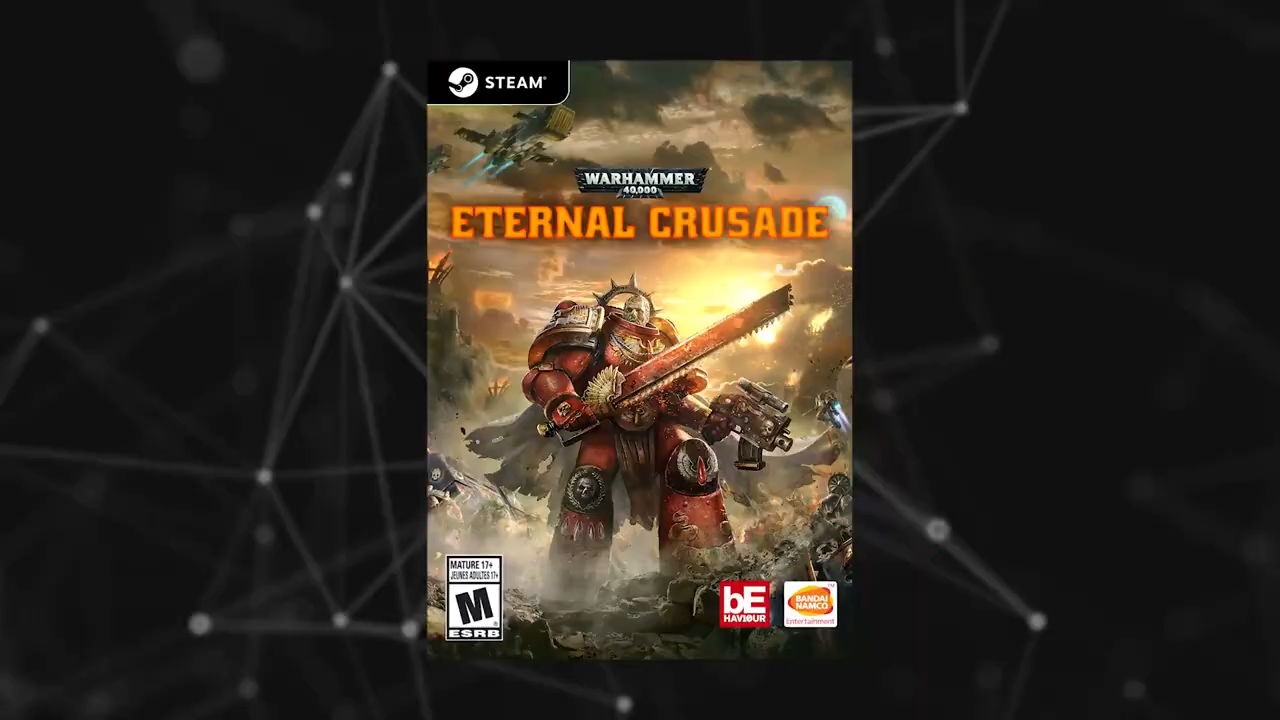 STEAM
WARHAMMER
40,000
ETERNAL CRUSADE
MATURE 17+
JEUNES ADULTES 17+
M
ESRB
bE
HAVIOUR
BANDAI
NAMCO
Entertainment